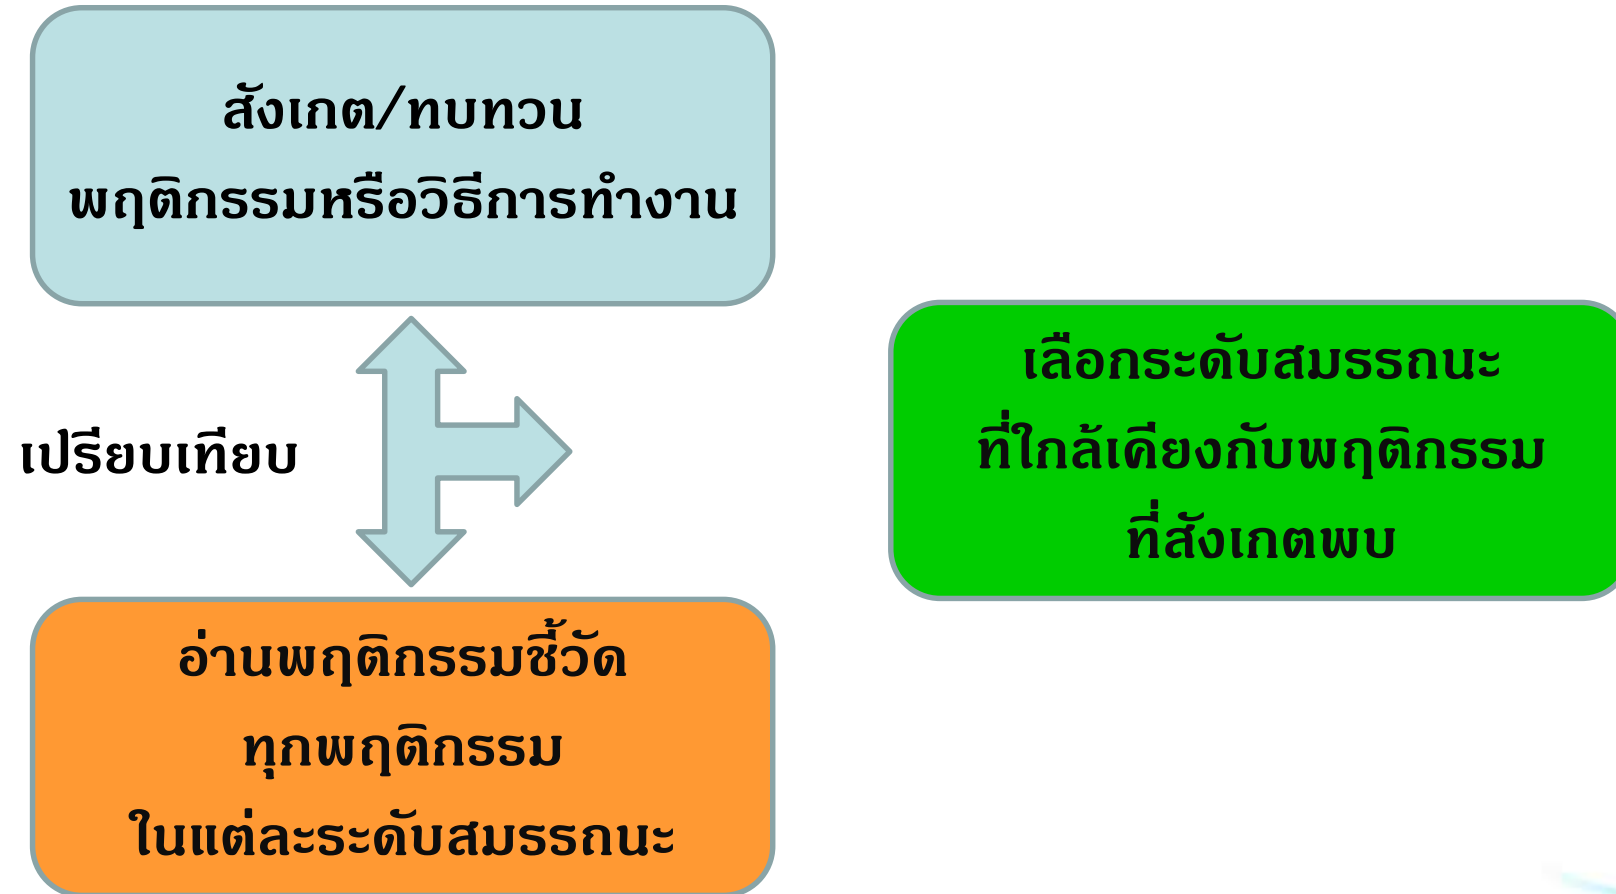 สังเกต/ทบทวน
พฤติกรรมหรือวิธีการทำงาน
เปรียบเทียบ
อ่านพฤติกรรมชี้วัด
ทุกพฤติกรรม
ในแต่ละระดับสมรรถนะ
เลือกระดับสมรรถนะ
ที่ใกล้เคียงกับพฤติกรรม
ที่สังเกตพบ